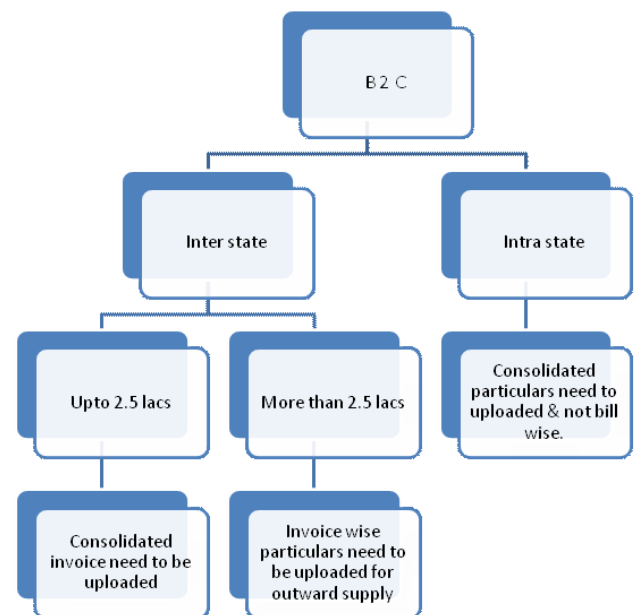 B 2 C
Inter state
Intra state
Upto 2.5 lacs
More than 2.5 lacs
Consolidated
particulars need to
uploaded & not bill
wise.
Consolidated
invoice need to be
uploaded
Invoice wise
particulars need to
be uploaded for
outward supply